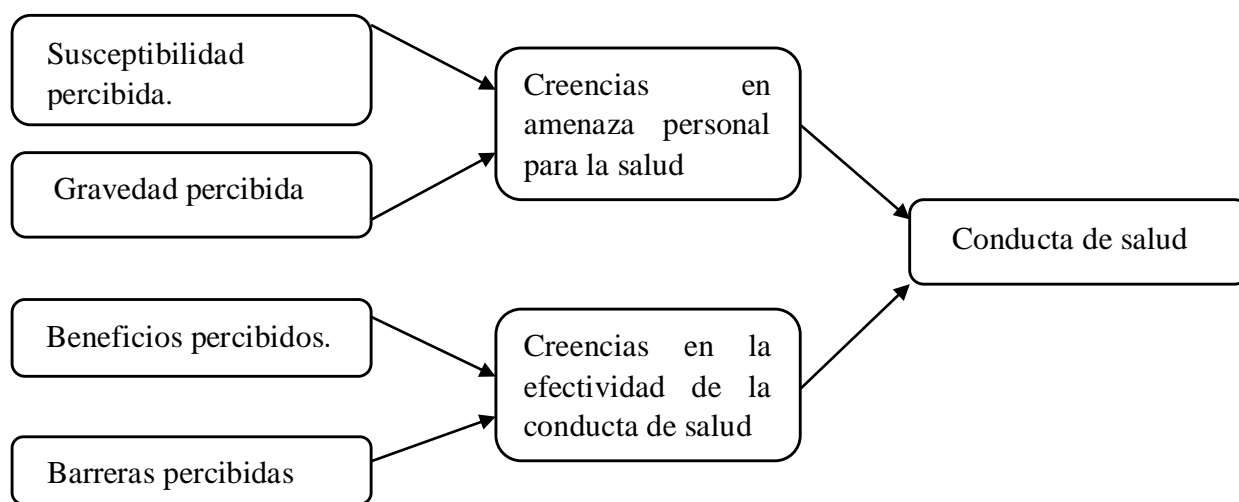 Susceptibilidad
percibida.
Gravedad percibida
Beneficios percibidos.
Barreras percibidas
Creencias en
amenaza personal
para la salud
Creencias en la
efectividad de la
conducta de salud
Conducta de salud